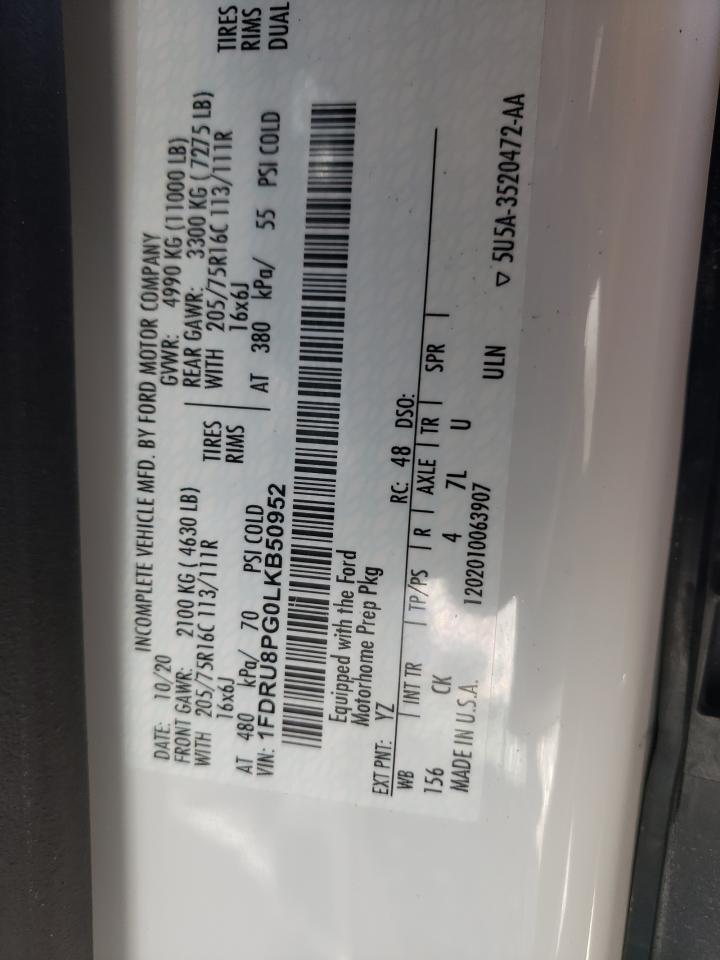 INCOMPLETE VEHICLE MFD. BY FORD MOTOR COMPANY
DATE: 10/20 GVWR: 4990 KG (11000 LB)
FRONT GAWR: 2100 KG ( 4630 LB) REAR GAWR: 3300 KG ( 7275 LB)
WITH 205/75R16C 113/111R TIRES WITH 205/75R16C 113/111R TIRES
16x6J RIMS 16x6J RIMS
AT 480 kPa/ 70 PSI COLD AT 380 kPa/ 55 PSI COLD DUAL
VIN: 1FDRU8PG0LKB50952
Equipped with the Ford
Motorhome Prep Pkg
EXT PNT: YZ RC: 48 DSO:
WB | INT TR | TP/PS | R | AXLE | TR | SPR |
156 CK 4 7L U
MADE IN U.S.A. 1202010063907 ULN ▽ 5U5A-3520472-AA